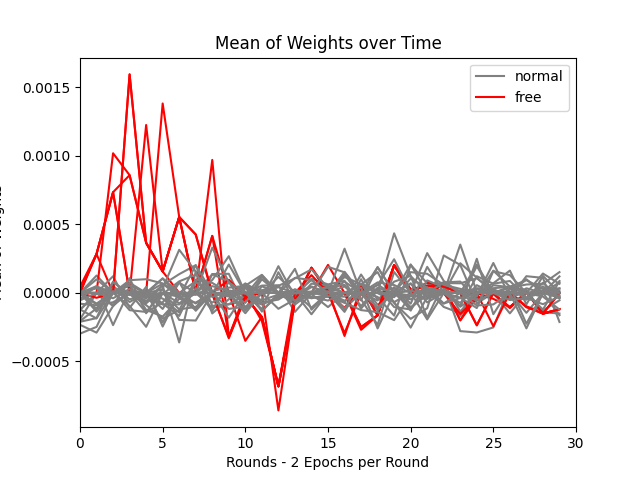 Mean of Weights over Time
normal
free
0.0015
0.0010
0.0005
0.0000
−0.0005
0 5 10 15 20 25 30
Rounds - 2 Epochs per Round